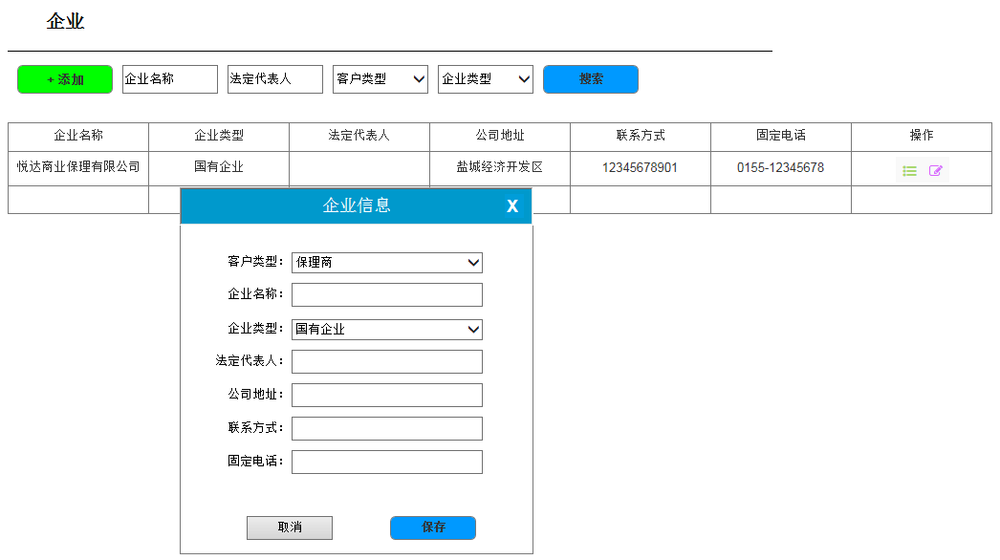 企业
+ 添加 企业名称 法定代表人 客户类型 企业类型 搜索
企业名称 企业类型 法定代表人 公司地址 联系方式 固定电话 操作
悦达商业保理有限公司 国有企业 盐城经济开发区 12345678901 0155-12345678
企业信息 X
客户类型： 保理商
企业名称：
企业类型： 国有企业
法定代表人：
公司地址：
联系方式：
固定电话：
取消 保存